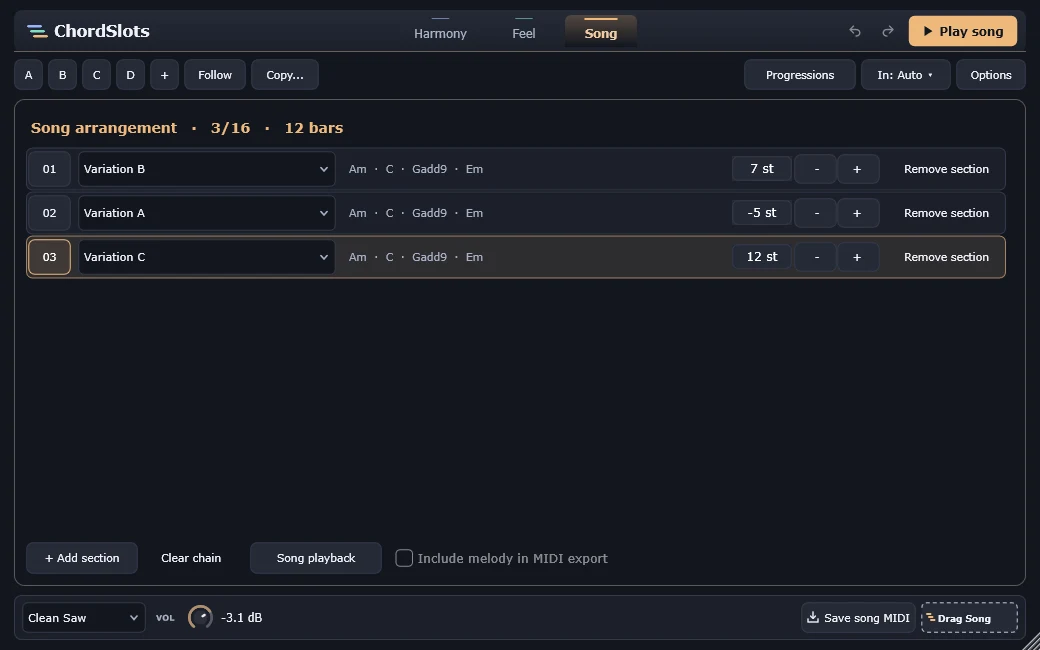 ChordSlots Harmony Feel Song Play song
A B C D + Follow Copy... Progressions In: Auto Options
Song arrangement · 3/16 · 12 bars
01 Variation B Am · C · Gadd9 · Em 7 st - + Remove section
02 Variation A Am · C · Gadd9 · Em -5 st - + Remove section
03 Variation C Am · C · Gadd9 · Em 12 st - + Remove section
+ Add section Clear chain Song playback Include melody in MIDI export
Clean Saw VOL -3.1 dB Save song MIDI Drag Song